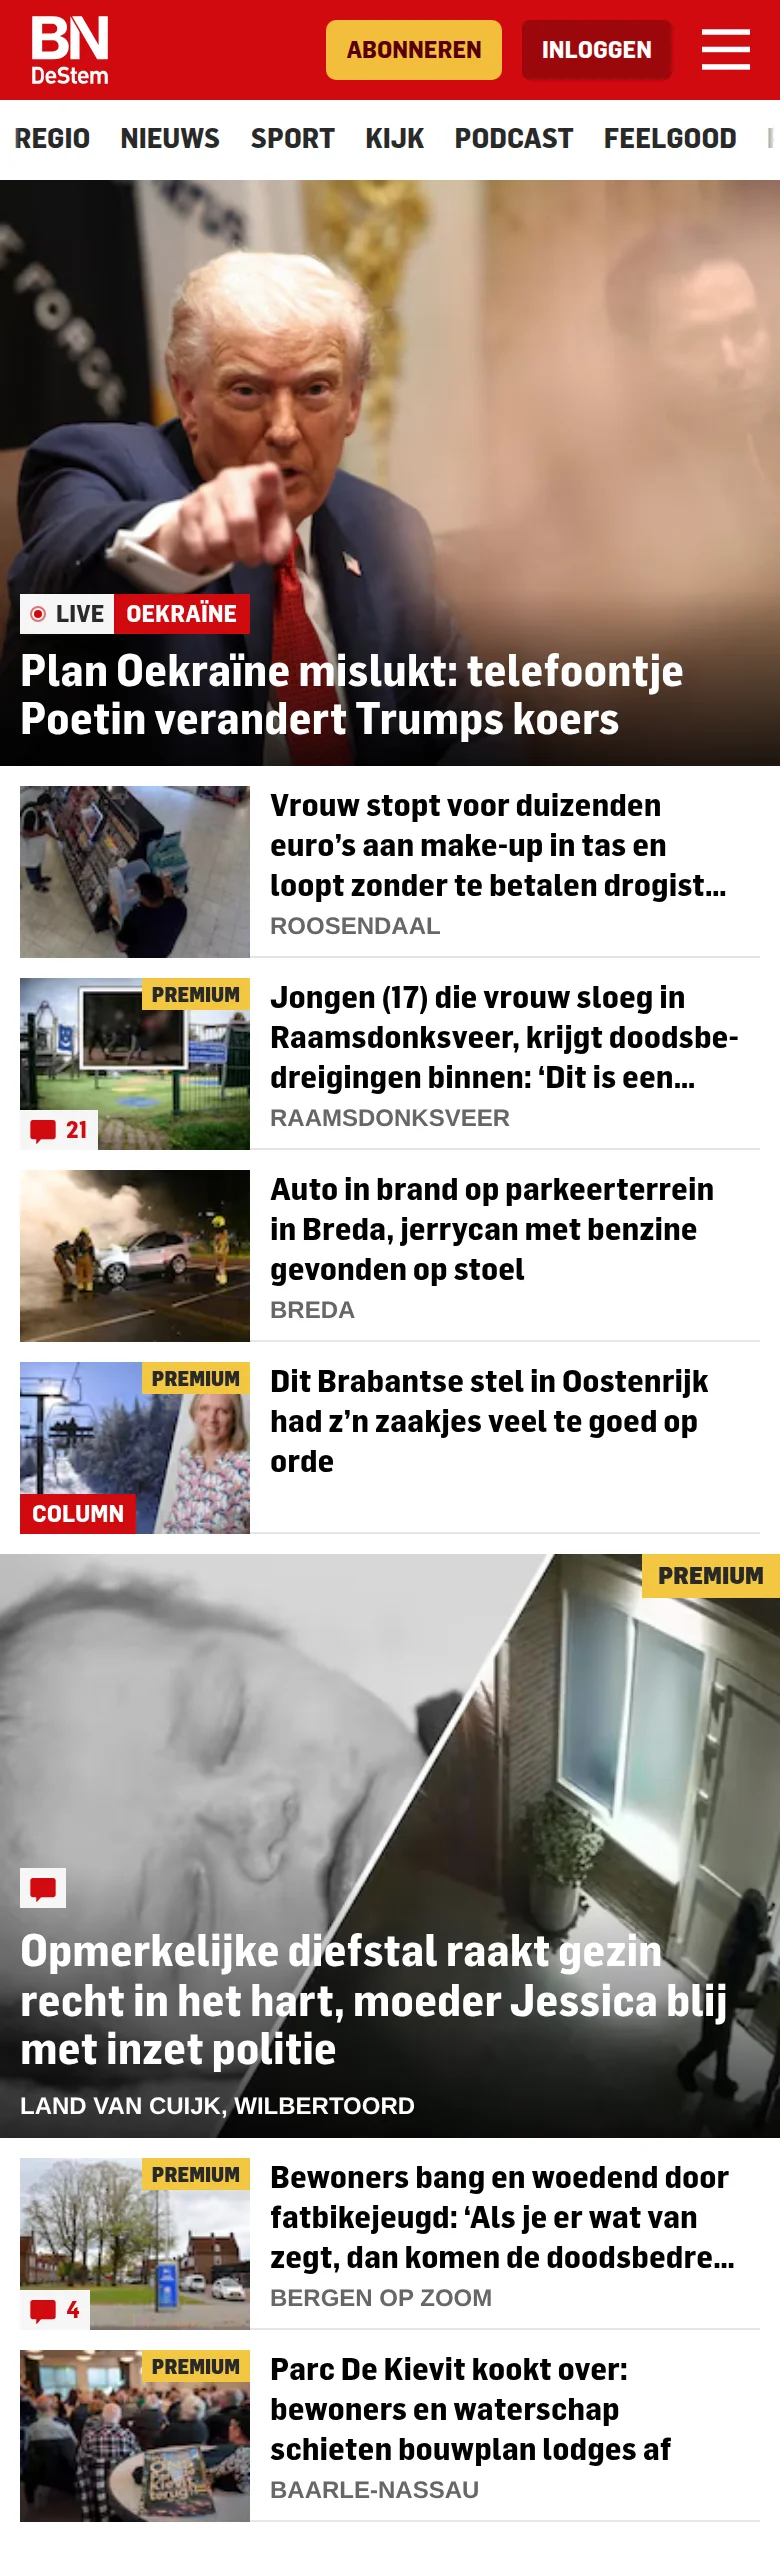 BN
DeStem
ABONNEREN
INLOGGEN
REGIO NIEUWS SPORT KIJK PODCAST FEELGOOD
FORCE
LIVE OEKRAÏNE
Plan Oekraïne mislukt: telefoontje
Poetin verandert Trumps koers
Vrouw stopt voor duizenden
euro’s aan make-up in tas en
loopt zonder te betalen drogist...
ROOSENDAAL
PREMIUM
21
Jongen (17) die vrouw sloeg in
Raamsdonksveer, krijgt doodsbe-
dreigingen binnen: ‘Dit is een...
RAAMSDONKSVEER
Auto in brand op parkeerterrein
in Breda, jerrycan met benzine
gevonden op stoel
BREDA
PREMIUM
COLUMN
Dit Brabantse stel in Oostenrijk
had z’n zaakjes veel te goed op
orde
PREMIUM
Opmerkelijke diefstal raakt gezin
recht in het hart, moeder Jessica blij
met inzet politie
LAND VAN CUIJK, WILBERTOORD
PREMIUM
4
Bewoners bang en woedend door
fatbikejeugd: ‘Als je er wat van
zegt, dan komen de doodsbedre...
BERGEN OP ZOOM
PREMIUM
Parc De Kievit kookt over:
bewoners en waterschap
schieten bouwplan lodges af
BAARLE-NASSAU